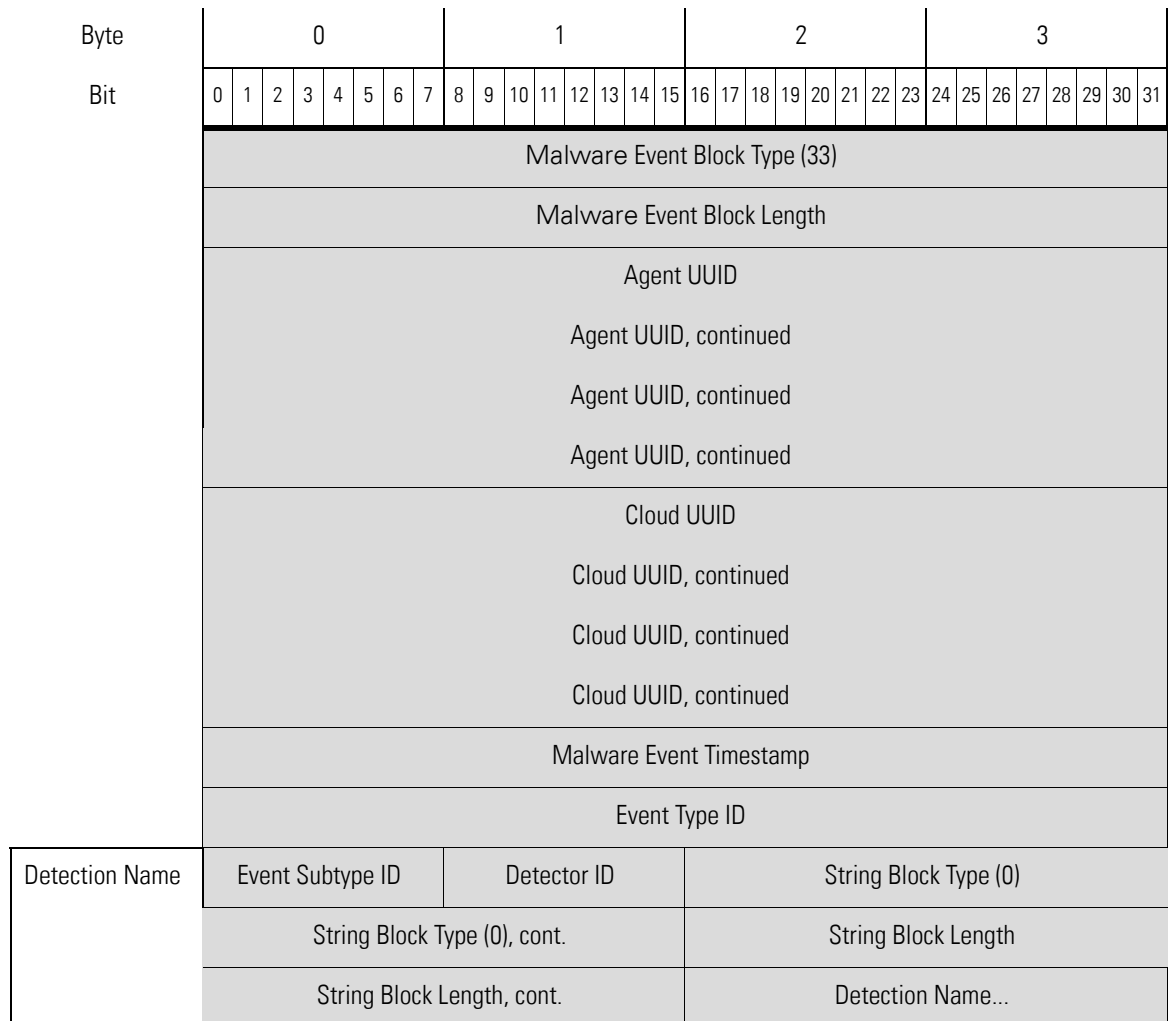 Byte 0 1 2 3
Bit 0 1 2 3 4 5 6 7 8 9 10 11 12 13 14 15 16 17 18 19 20 21 22 23 24 25 26 27 28 29 30 31
Malware Event Block Type (33)
Malware Event Block Length
Agent UUID
Agent UUID, continued
Agent UUID, continued
Agent UUID, continued
Cloud UUID
Cloud UUID, continued
Cloud UUID, continued
Cloud UUID, continued
Malware Event Timestamp
Event Type ID
Detection Name Event Subtype ID Detector ID String Block Type (0)
String Block Type (0), cont. String Block Length
String Block Length, cont. Detection Name...